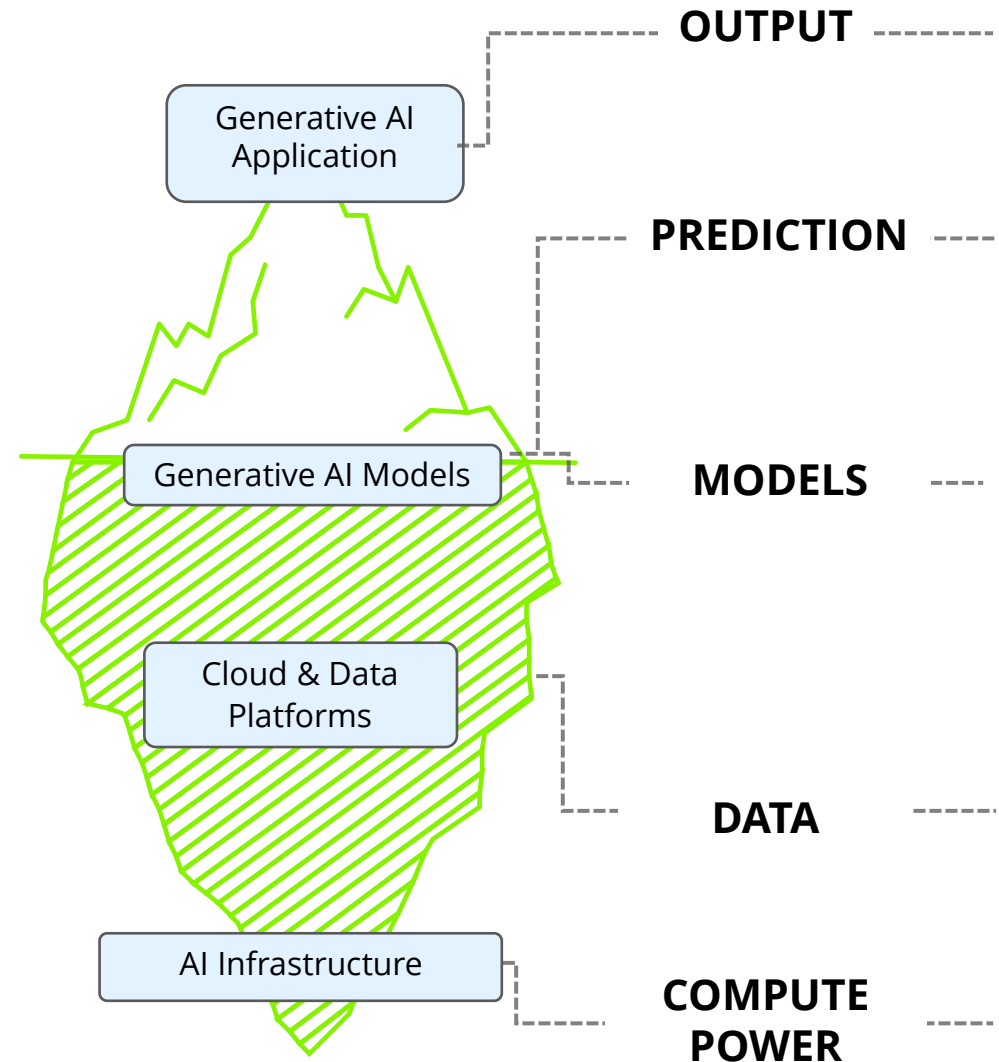 OUTPUT
Generative AI
Application
PREDICTION
Generative AI Models
MODELS
Cloud & Data
Platforms
DATA
AI Infrastructure
COMPUTE
POWER